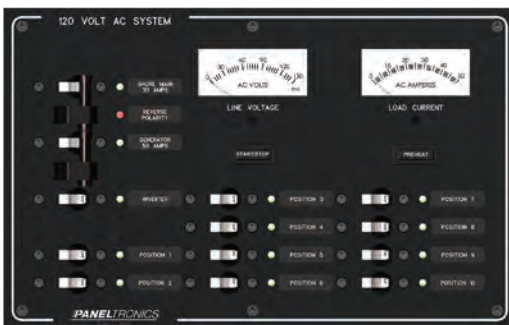 120 VOLT AC SYSTEM
AC VOLTS
AC AMPERES
LINE VOLTAGE
LOAD CURRENT
SHORE MAIN
30 AMPS
REVERSE
POLARITY
GENERATOR
50 AMPS
START/STOP
PREHEAT
INVERTER
POSITION 1
POSITION 2
POSITION 3
POSITION 4
POSITION 5
POSITION 6
POSITION 7
POSITION 8
POSITION 9
POSITION 10
PANELTRONICS